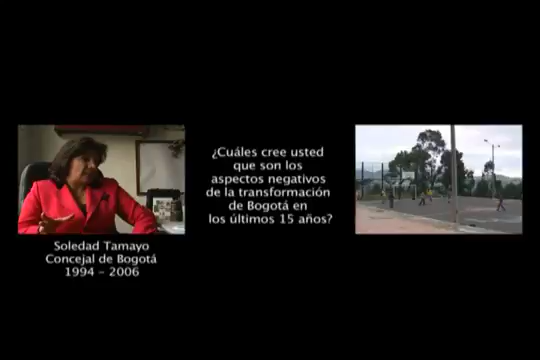 ¿Cuáles cree usted
que son los
aspectos negativos
de la transformación
de Bogotá en
los últimos 15 años?
Soledad Tamayo
Concejal de Bogotá
1994 - 2006